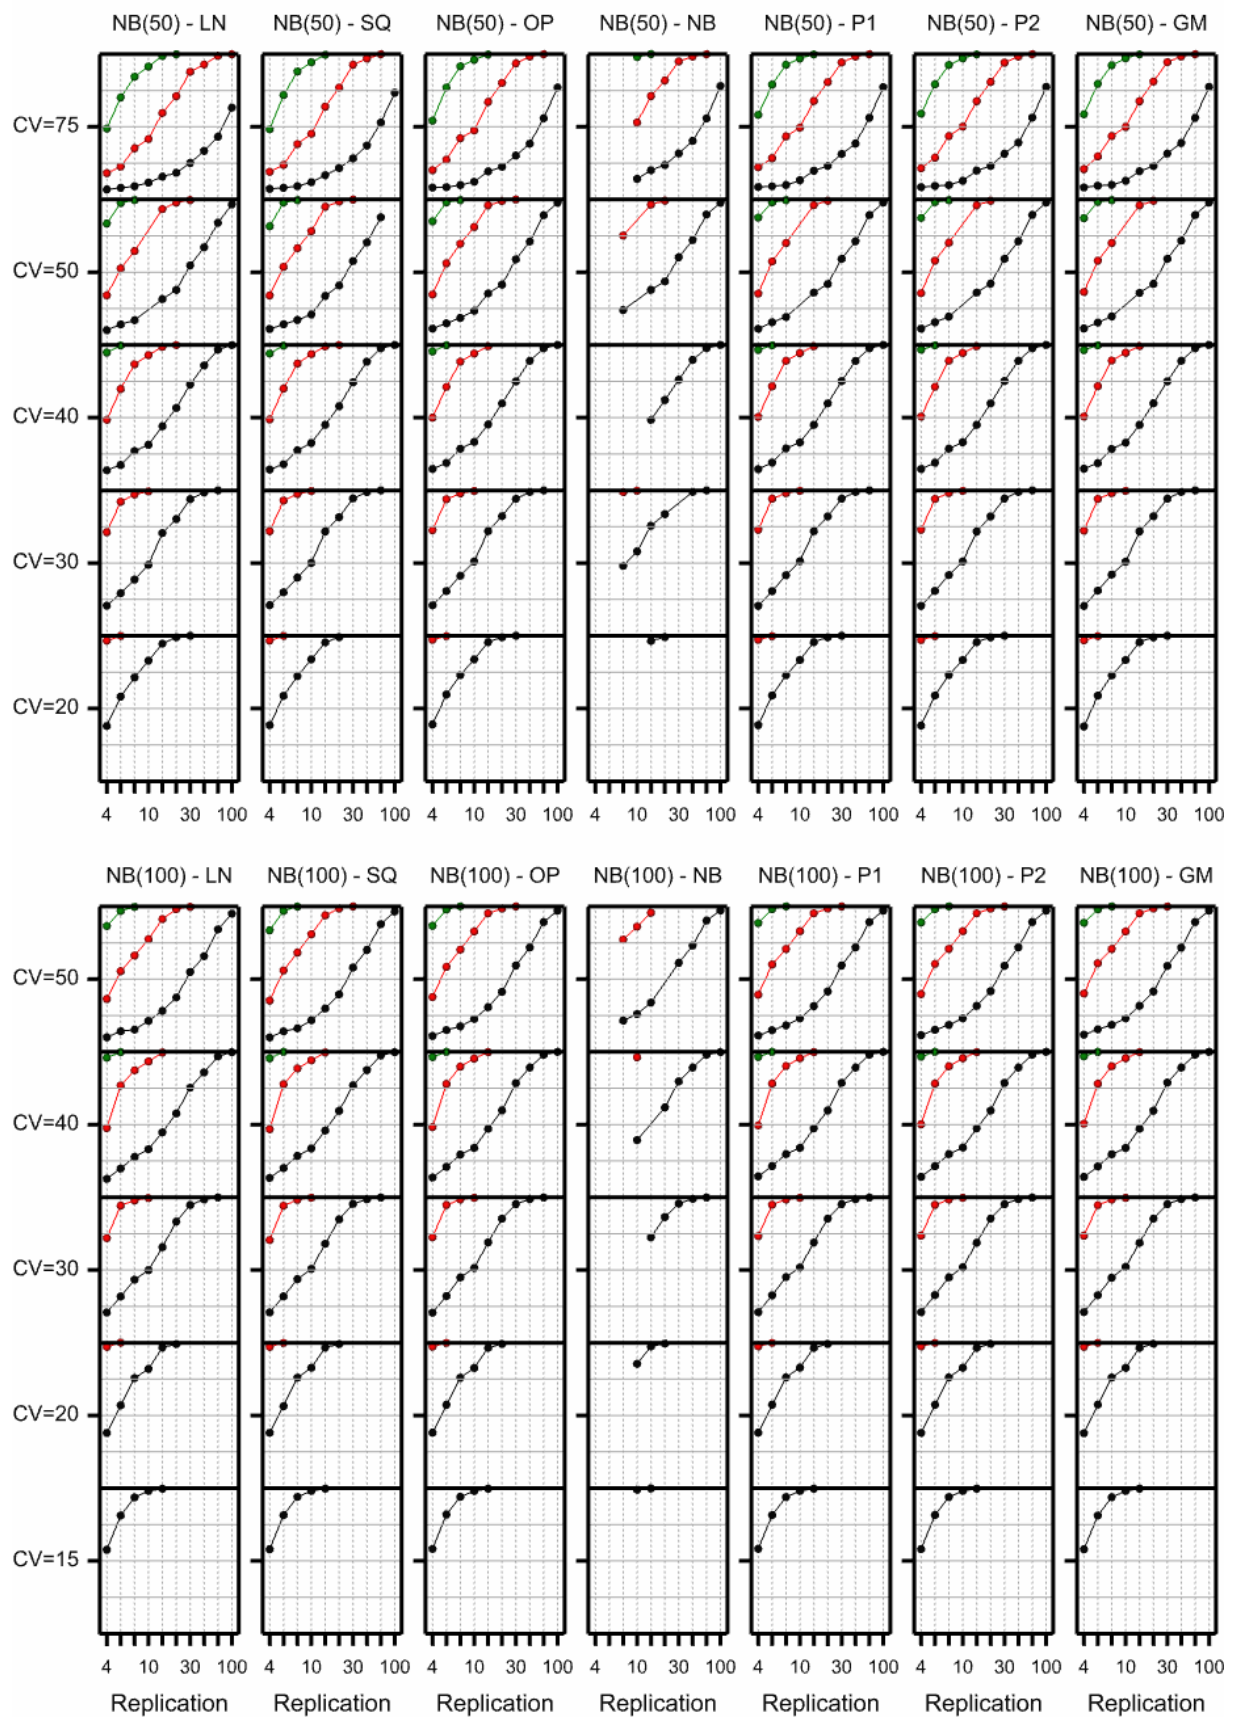 NB(50) - LN NB(50) - SQ NB(50) - OP NB(50) - NB NB(50) - P1 NB(50) - P2 NB(50) - GM
CV=75
CV=50
CV=40
CV=30
CV=20
4 10 30 100 4 10 30 100 4 10 30 100 4 10 30 100 4 10 30 100 4 10 30 100 4 10 30 100
NB(100) - LN NB(100) - SQ NB(100) - OP NB(100) - NB NB(100) - P1 NB(100) - P2 NB(100) - GM
CV=50
CV=40
CV=30
CV=20
CV=15
4 10 30 100 4 10 30 100 4 10 30 100 4 10 30 100 4 10 30 100 4 10 30 100 4 10 30 100
Replication Replication Replication Replication Replication Replication Replication